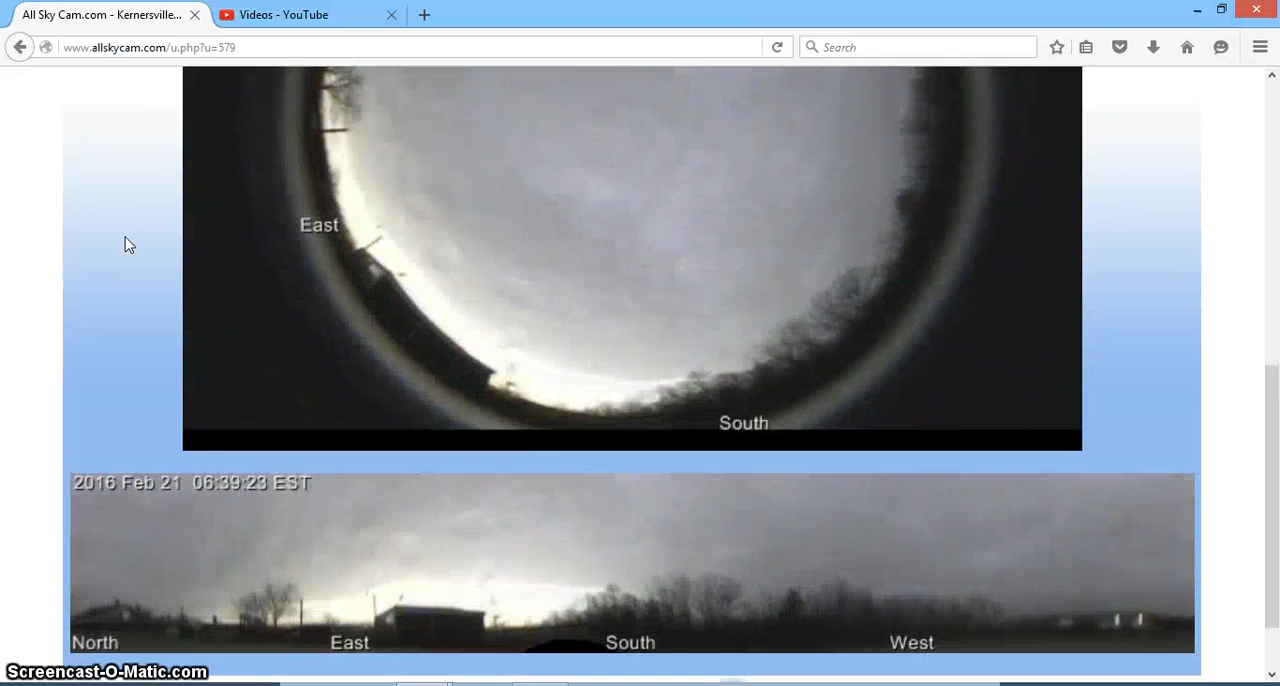 All Sky Cam.com - Kernersville...
Videos - YouTube
www.allskycam.com/u.php?u=579
Search
East
South
2016 Feb 21 06:39:23 EST
North East South West
Screencast-O-Matic.com